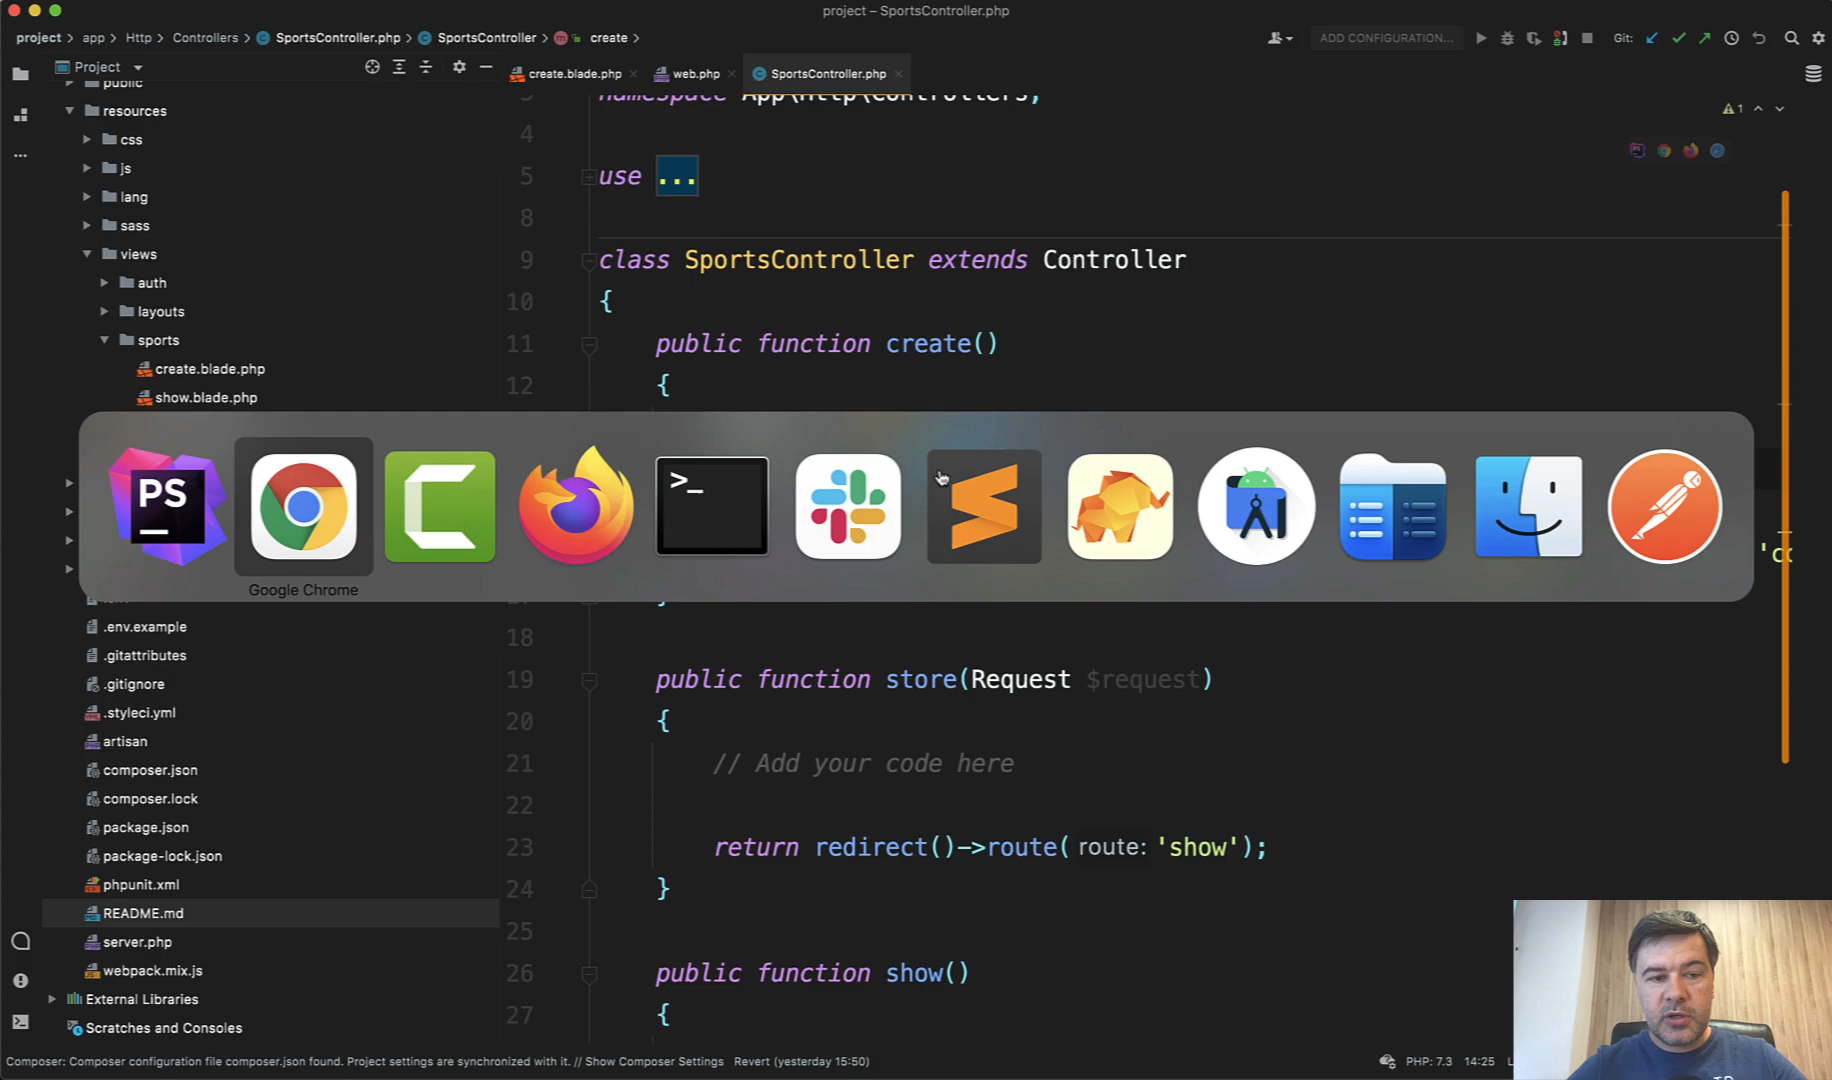 project – SportsController.php
project
app
Http
Controllers
SportsController.php
SportsController
create
ADD CONFIGURATION...
Git:
Project
create.blade.php
web.php
SportsController.php
public
resources
css
js
lang
sass
views
auth
layouts
sports
create.blade.php
show.blade.php
.env.example
.gitattributes
.gitignore
.styleci.yml
artisan
composer.json
composer.lock
package.json
package-lock.json
phpunit.xml
README.md
server.php
webpack.mix.js
External Libraries
Scratches and Consoles
namespace App\Http\Controllers;
4
5 use ...
8
9 class SportsController extends Controller
10 {
11 public function create()
12 {
PS
>_
Google Chrome
18
19 public function store(Request $request)
20 {
21 // Add your code here
22
23 return redirect()->route( route: 'show');
24 }
25
26 public function show()
27 {
1
Composer: Composer configuration file composer.json found. Project settings are synchronized with it. // Show Composer Settings Revert (yesterday 15:50)
PHP: 7.3
14:25